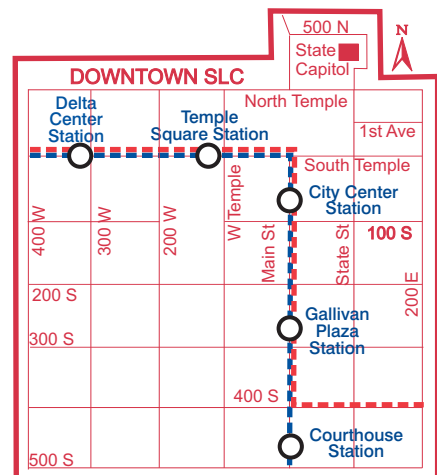 500 N
State
Capitol
N
DOWNTOWN SLC
Delta
Center
Station
Temple
Square Station
North Temple
1st Ave
South Temple
City Center
Station
400 W
300 W
200 W
W Temple
Main St
State St
100 S
200 E
200 S
300 S
Gallivan
Plaza
Station
400 S
Courthouse
Station
500 S